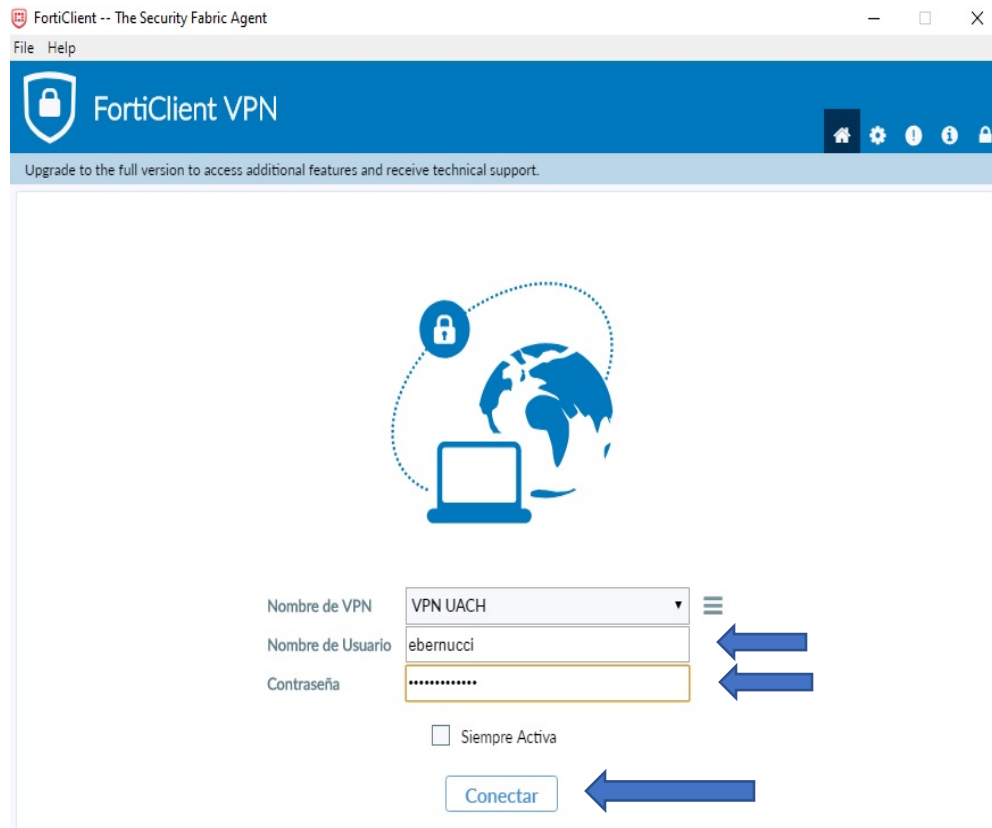 FortiClient -- The Security Fabric Agent
File Help
FortiClient VPN
Upgrade to the full version to access additional features and receive technical support.
Nombre de VPN VPN UACH
Nombre de Usuario ebernucci
Contraseña •••••••••••••
Siempre Activa
Conectar